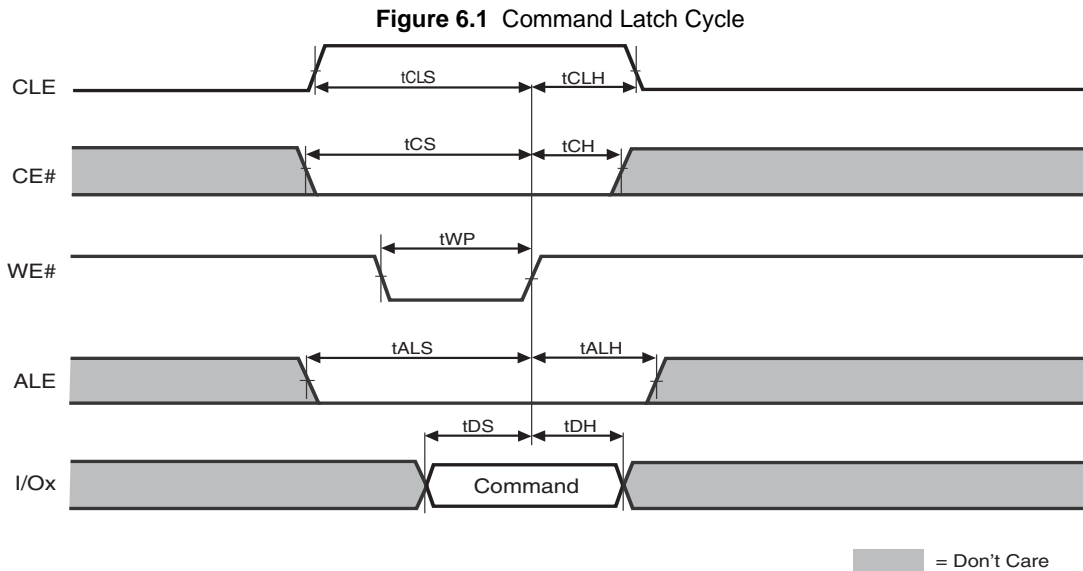 Figure 6.1 Command Latch Cycle
CLE
tCLS
tCLH
CE#
tCS
tCH
WE#
tWP
ALE
tALS
tALH
I/Ox
tDS
tDH
Command
= Don't Care